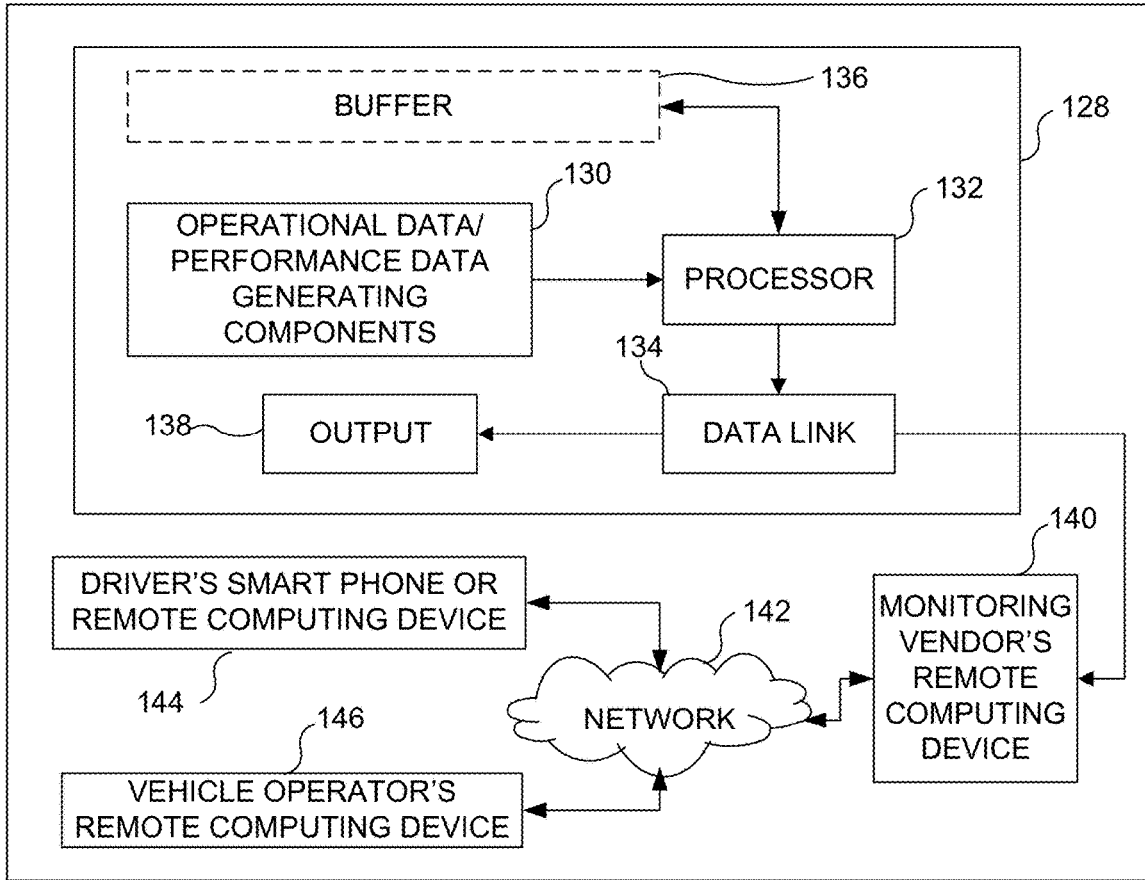 BUFFER
136
128
130
132
OPERATIONAL DATA/
PERFORMANCE DATA
GENERATING
COMPONENTS
PROCESSOR
134
138
OUTPUT
DATA LINK
140
DRIVER'S SMART PHONE OR
REMOTE COMPUTING DEVICE
144
142
NETWORK
MONITORING
VENDOR'S
REMOTE
COMPUTING
DEVICE
146
VEHICLE OPERATOR'S
REMOTE COMPUTING DEVICE